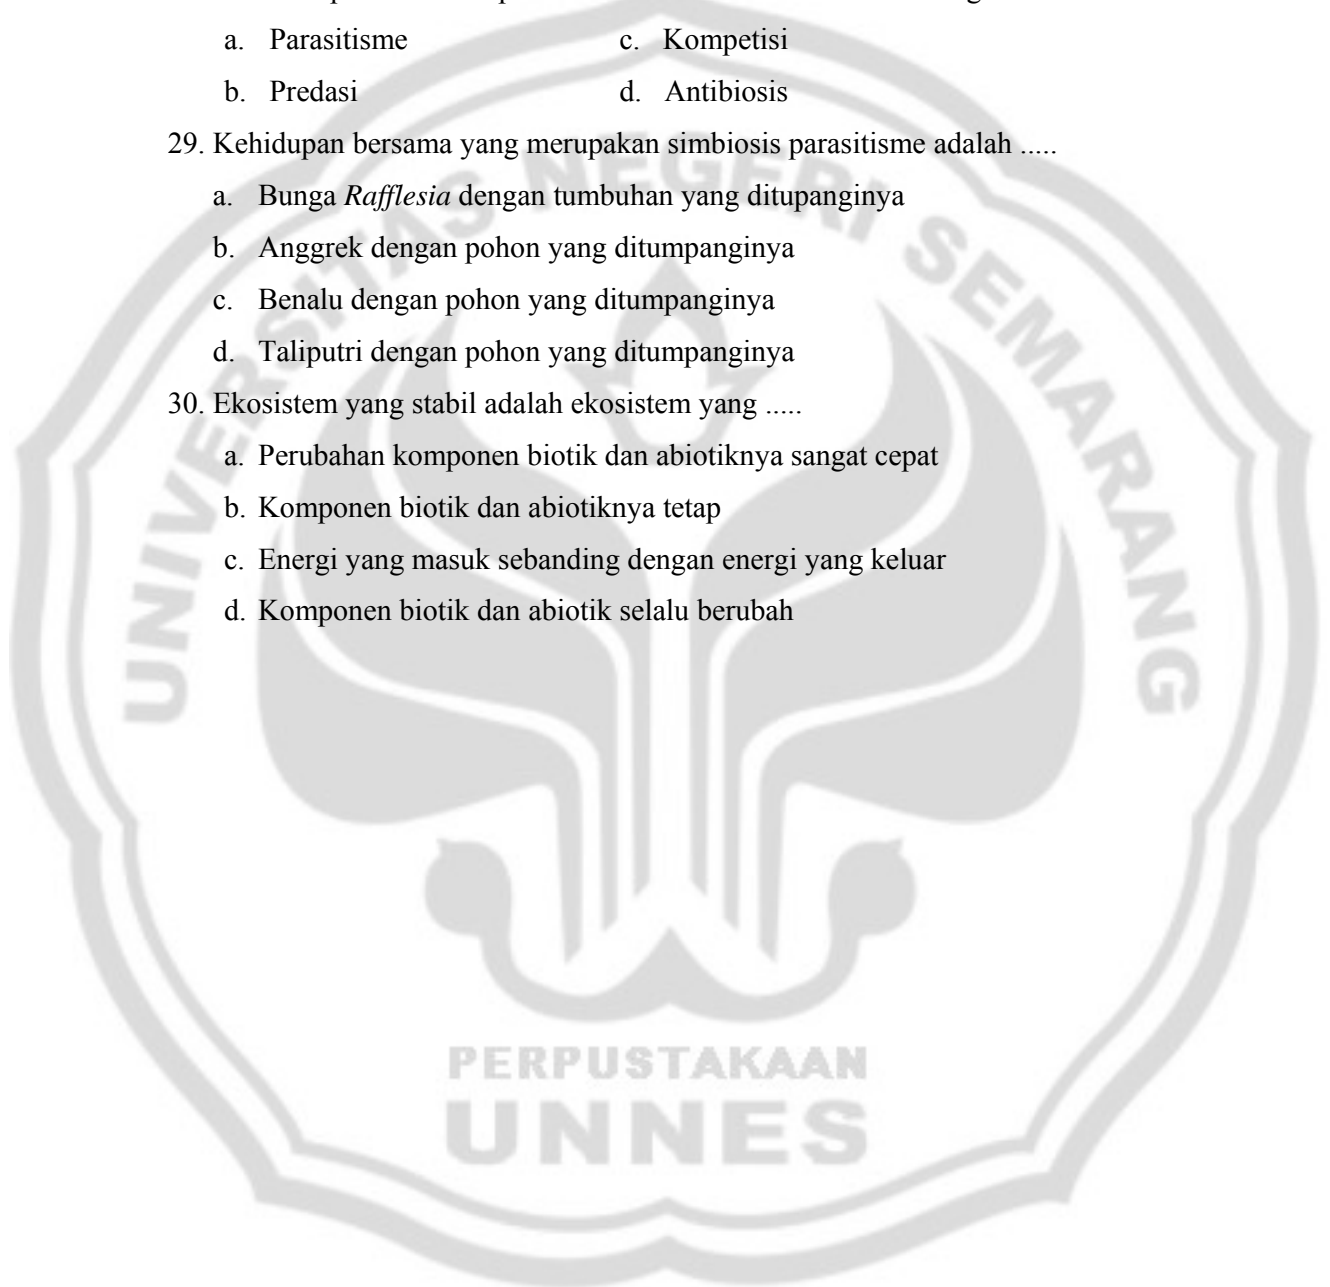 a. Parasitisme c. Kompetisi
b. Predasi d. Antibiosis
29. Kehidupan bersama yang merupakan simbiosis parasitisme adalah .....
a. Bunga Rafflesia dengan tumbuhan yang ditupanginya
b. Anggrek dengan pohon yang ditumpanginya
c. Benalu dengan pohon yang ditumpanginya
d. Taliputri dengan pohon yang ditumpanginya
30. Ekosistem yang stabil adalah ekosistem yang .....
a. Perubahan komponen biotik dan abiotiknya sangat cepat
b. Komponen biotik dan abiotiknya tetap
c. Energi yang masuk sebanding dengan energi yang keluar
d. Komponen biotik dan abiotik selalu berubah
UNIVERSITAS NEGERI SEMARANG
PERPUSTAKAAN
UNNES